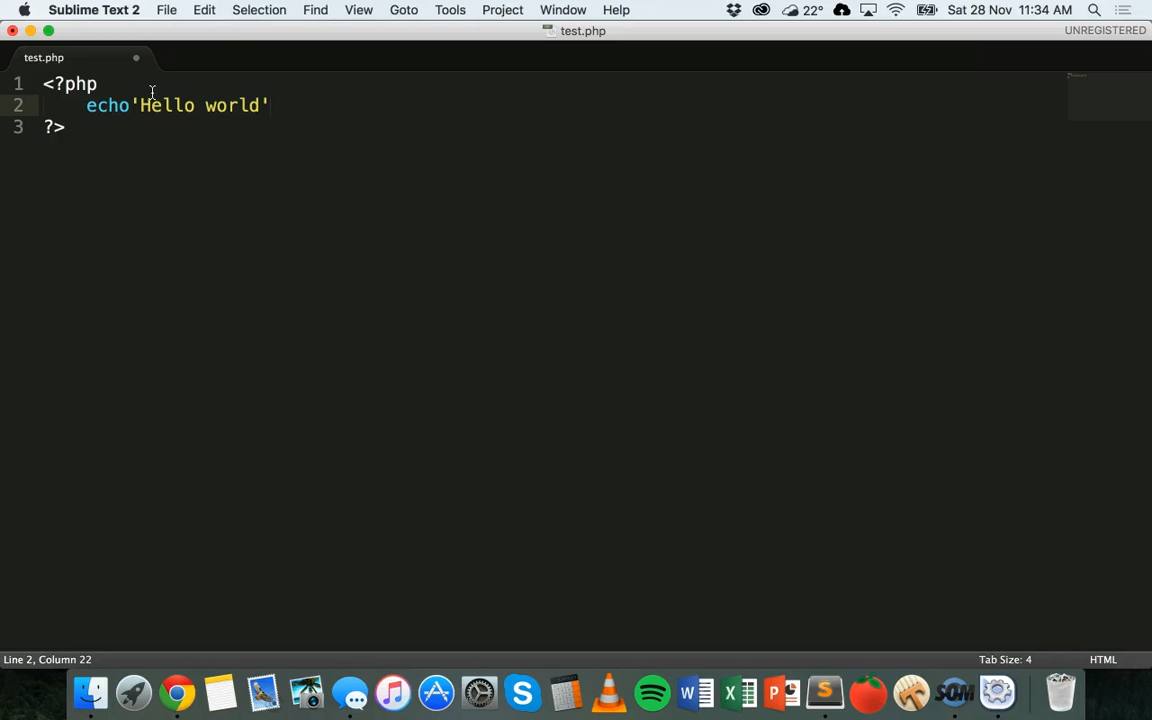 Sublime Text 2 File Edit Selection Find View Goto Tools Project Window Help 22° Sat 28 Nov 11:34 AM
test.php UNREGISTERED
test.php
1 <?php
2 echo'Hello world'
3 ?>
Line 2, Column 22 Tab Size: 4 HTML
S W X P S SOM